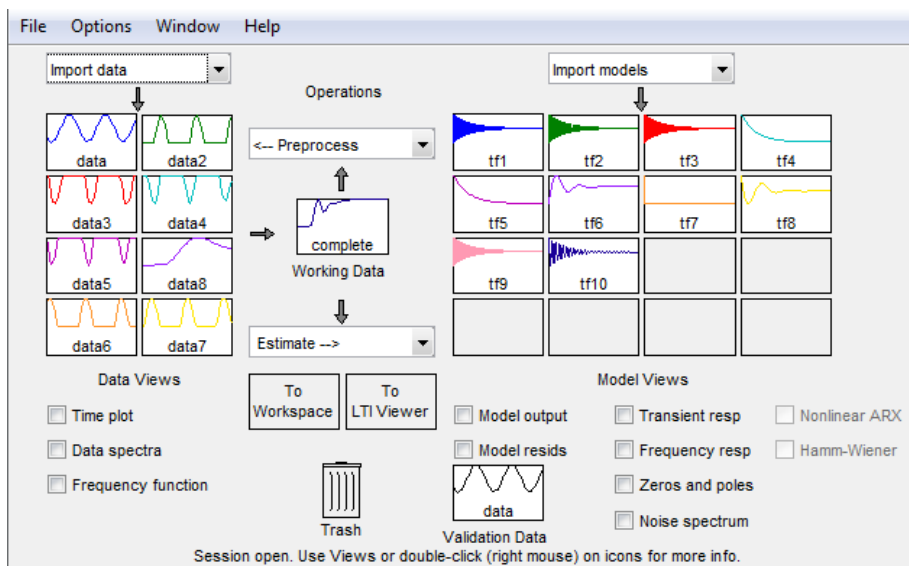 File Options Window Help
Import data
Import models
Operations
data data2
<-- Preprocess
tf1 tf2 tf3 tf4
data3 data4
complete
tf5 tf6 tf7 tf8
Working Data
data5 data8
tf9 tf10
data6 data7
Estimate -->
Data Views
Model Views
To Workspace
To LTI Viewer
Time plot
Data spectra
Frequency function
Model output
Model resids
Transient resp
Frequency resp
Zeros and poles
Noise spectrum
Nonlinear ARX
Hamm-Wiener
Trash
data
Validation Data
Session open. Use Views or double-click (right mouse) on icons for more info.